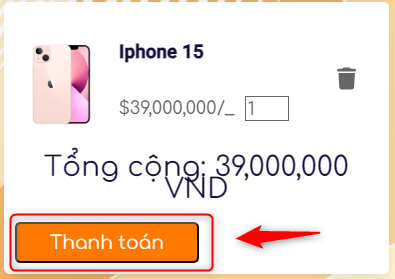 Iphone 15
$39,000,000/_ 1
Tổng cộng: 39,000,000
VND
Thanh toán